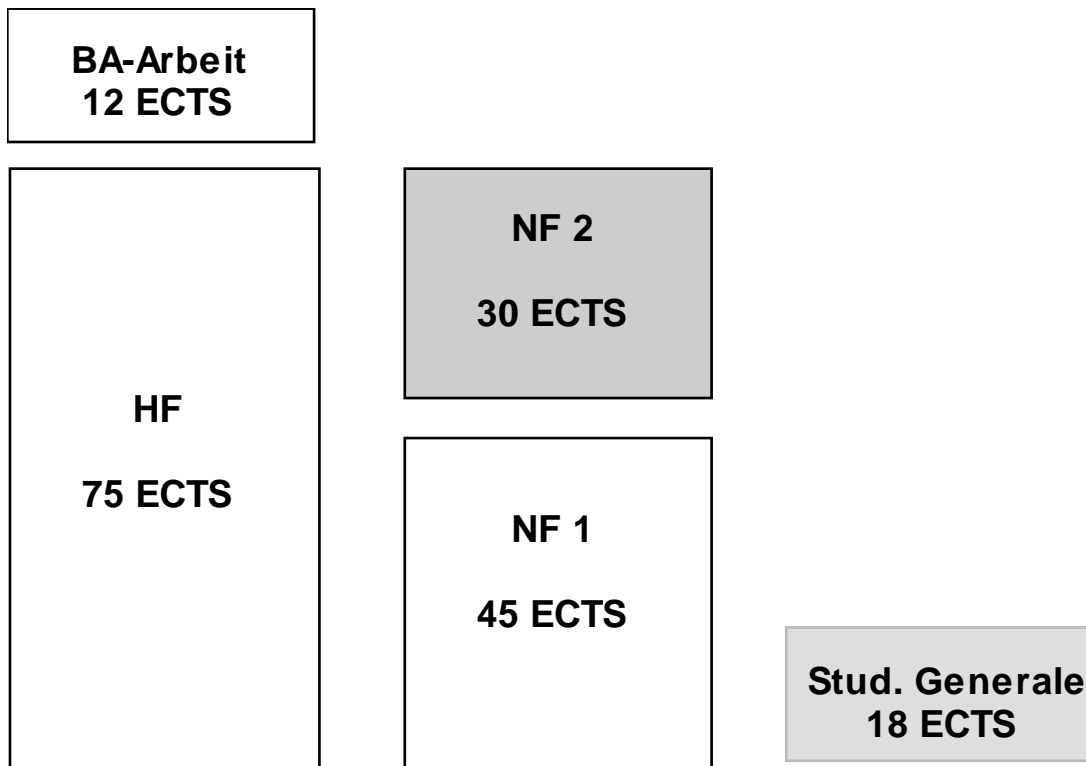 BA-Arbeit
12 ECTS
HF
75 ECTS
NF 2
30 ECTS
NF 1
45 ECTS
Stud. Generale
18 ECTS